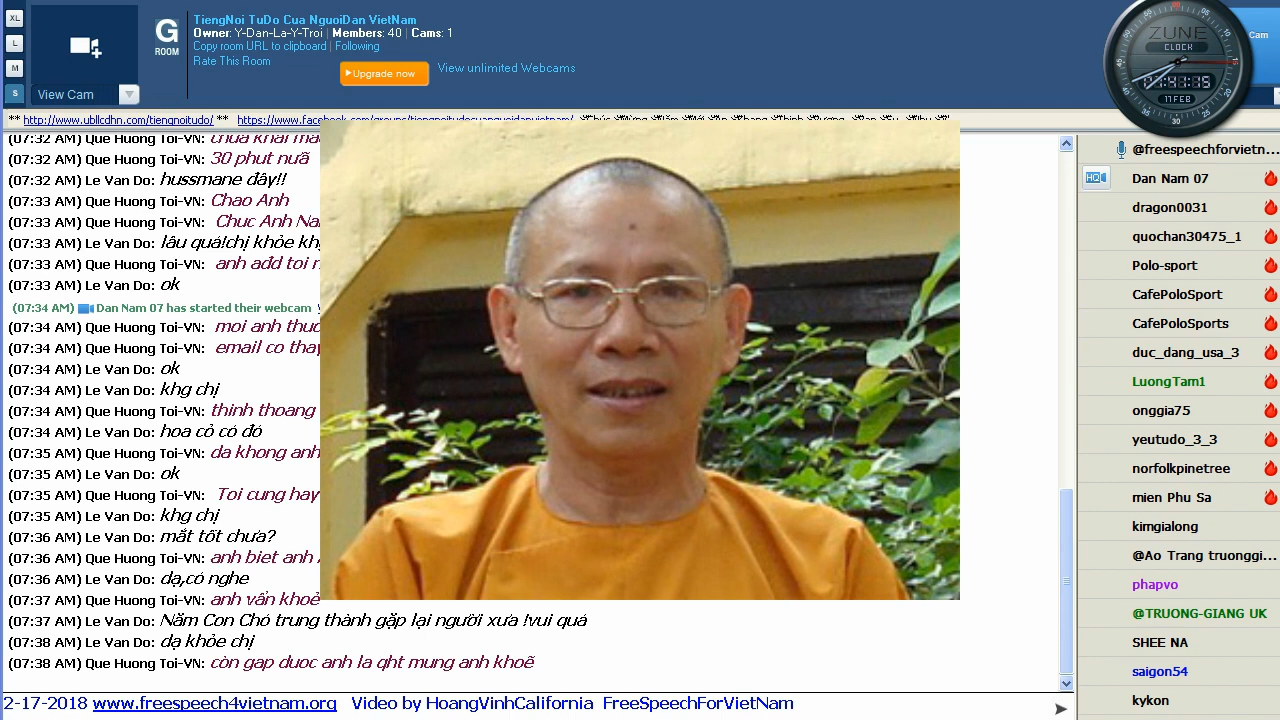 XL
L
M
S
View Cam
G
ROOM
TiengNoi TuDo Cua NguoiDan VietNam
Owner: Y-Dan-La-Y-Troi | Members: 40 | Cams: 1
Copy room URL to clipboard | Following
Rate This Room
Upgrade now
View unlimited Webcams
ZUNE
CLOCK
07:41:15
11FEB
Cam
** http://www.ubllcdhn.com/tiengnoitudo/ **
(07:32 AM) Que Huong Toi-VN:
(07:32 AM) Que Huong Toi-VN: 30 phut nuã
(07:32 AM) Le Van Do: hussmane đây!!
(07:33 AM) Que Huong Toi-VN: Chao Anh
(07:33 AM) Que Huong Toi-VN: Chuc Anh
(07:33 AM) Le Van Do: lâu quá!chị khỏe
(07:33 AM) Que Huong Toi-VN: anh add toi
(07:33 AM) Le Van Do: ok
(07:34 AM) Dan Nam 07 has started their webcam
(07:34 AM) Que Huong Toi-VN: moi anh
(07:34 AM) Que Huong Toi-VN: email co
(07:34 AM) Le Van Do: ok
(07:34 AM) Le Van Do: khg chị
(07:34 AM) Que Huong Toi-VN: thinh thoang
(07:34 AM) Le Van Do: hoa cỏ có đó
(07:35 AM) Que Huong Toi-VN: da khong anh
(07:35 AM) Le Van Do: ok
(07:35 AM) Que Huong Toi-VN: Toi cung hay
(07:35 AM) Le Van Do: khg chị
(07:36 AM) Le Van Do: mắt tốt chưa?
(07:36 AM) Que Huong Toi-VN: anh biet anh
(07:36 AM) Le Van Do: dạ,có nghe
(07:37 AM) Que Huong Toi-VN: anh vẩn khoẻ
(07:37 AM) Le Van Do: Năm Con Chó trung thành gặp lại người xưa !vui quá
(07:38 AM) Le Van Do: dạ khỏe chị
(07:38 AM) Que Huong Toi-VN: còn gap duoc anh la qht mung anh khoẽ
@freespeechforvietn...
HQ
Dan Nam 07
dragon0031
quochan30475_1
Polo-sport
CafePoloSport
CafePoloSports
duc_dang_usa_3
LuongTam1
onggia75
yeutudo_3_3
norfolkpinetree
mien Phu Sa
kimgialong
@Ao Trang truonggi...
phapvo
@TRUONG-GIANG UK
SHEE NA
saigon54
kykon
2-17-2018 www.freespeech4vietnam.org Video by HoangVinhCalifornia FreeSpeechForVietNam